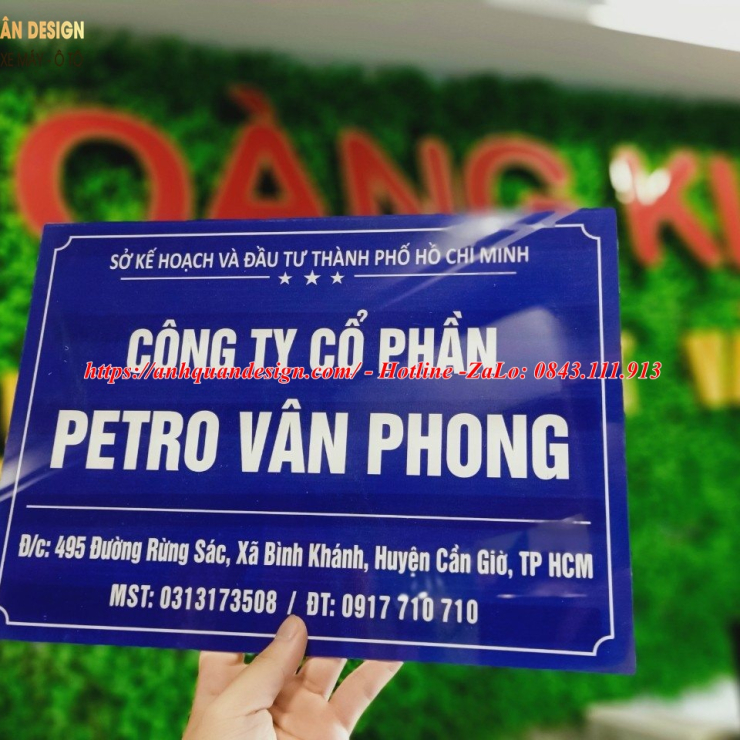 ÂN DESIGN
OÀNG
SỞ KẾ HOẠCH VÀ ĐẦU TƯ THÀNH PHỐ HỒ CHÍ MINH
CÔNG TY CỔ PHẦN
https://anhquandesign.com/ - Hotline -ZaLo: 0843.111.913
PETRO VÂN PHONG
Đ/c: 495 Đường Rừng Sác, Xã Bình Khánh, Huyện Cần Giờ, TP HCM
MST: 0313173508 / ĐT: 0917 710 710